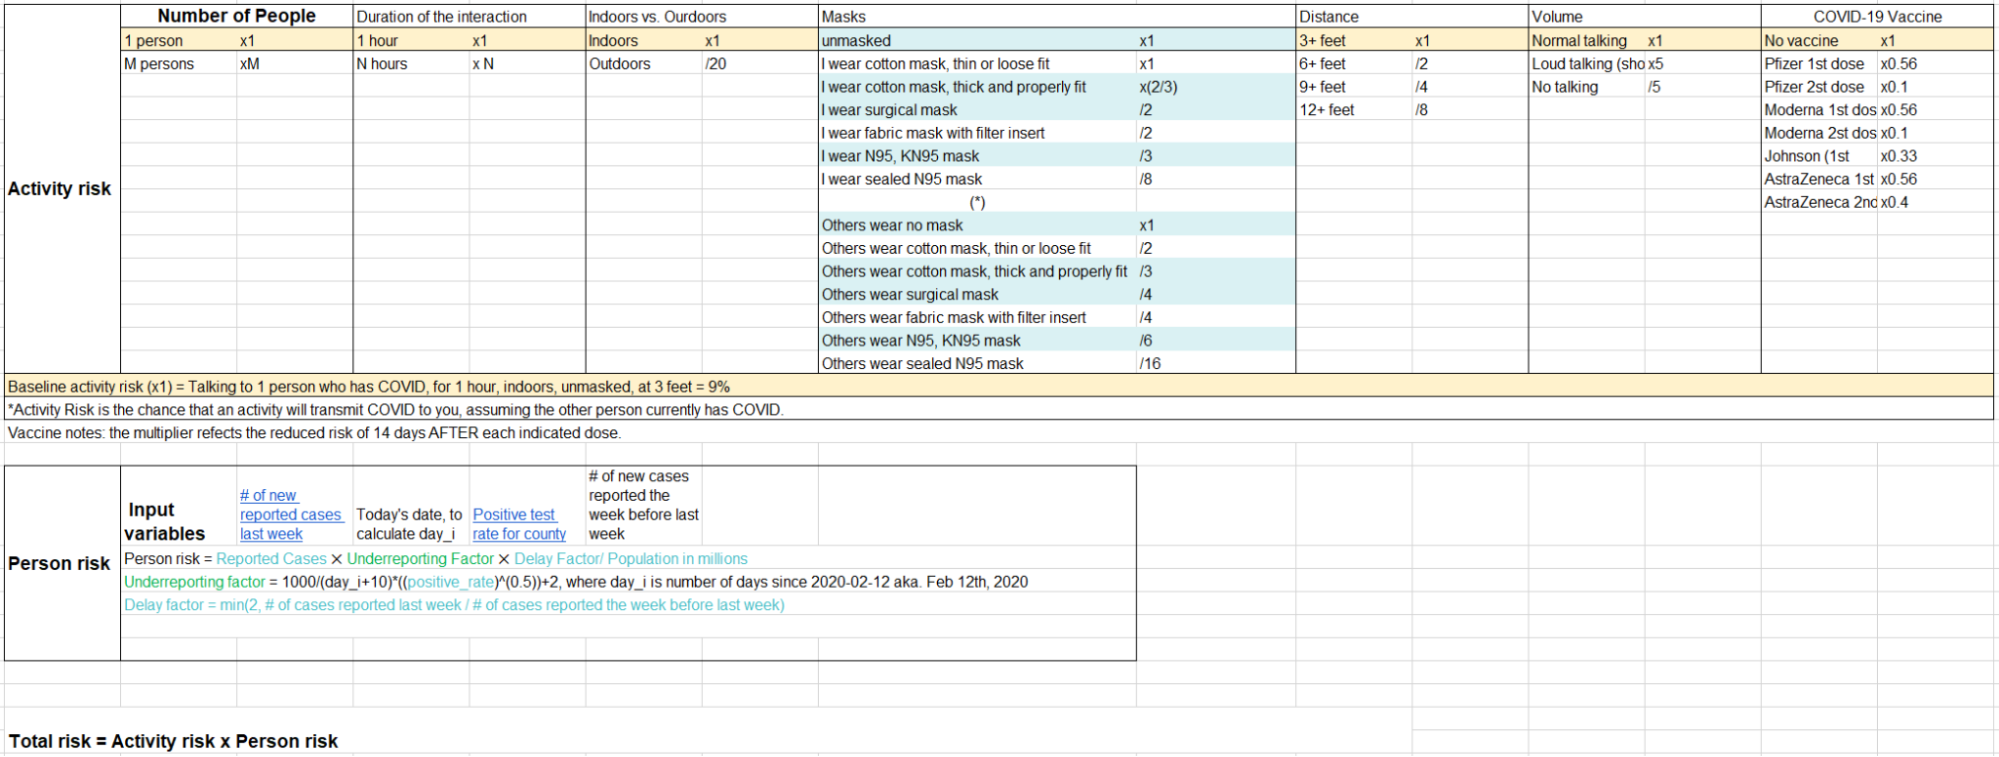 Number of People Duration of the interaction Indoors vs. Ourdoors Masks Distance Volume COVID-19 Vaccine
1 person x1 1 hour x1 Indoors x1 unmasked x1 3+ feet x1 Normal talking x1 No vaccine x1
M persons xM N hours x N Outdoors /20 I wear cotton mask, thin or loose fit x1 6+ feet /2 Loud talking (sho x5 Pfizer 1st dose x0.56
I wear cotton mask, thick and properly fit x(2/3) 9+ feet /4 No talking /5 Pfizer 2st dose x0.1
I wear surgical mask /2 12+ feet /8 Moderna 1st dos x0.56
I wear fabric mask with filter insert /2 Moderna 2st dos x0.1
I wear N95, KN95 mask /3 Johnson (1st x0.33
Activity risk I wear sealed N95 mask /8 AstraZeneca 1st x0.56
(*) AstraZeneca 2nd x0.4
Others wear no mask x1
Others wear cotton mask, thin or loose fit /2
Others wear cotton mask, thick and properly fit /3
Others wear surgical mask /4
Others wear fabric mask with filter insert /4
Others wear N95, KN95 mask /6
Others wear sealed N95 mask /16
Baseline activity risk (x1) = Talking to 1 person who has COVID, for 1 hour, indoors, unmasked, at 3 feet = 9%
*Activity Risk is the chance that an activity will transmit COVID to you, assuming the other person currently has COVID.
Vaccine notes: the multiplier refects the reduced risk of 14 days AFTER each indicated dose.
Person risk
Input
variables
# of new
reported cases
last week
Today's date, to
calculate day_i
Positive test
rate for county
# of new cases
reported the
week before last
week
Person risk = Reported Cases × Underreporting Factor × Delay Factor/ Population in millions
Underreporting factor = 1000/(day_i+10)*((positive_rate)^(0.5))+2, where day_i is number of days since 2020-02-12 aka. Feb 12th, 2020
Delay factor = min(2, # of cases reported last week / # of cases reported the week before last week)
Total risk = Activity risk x Person risk